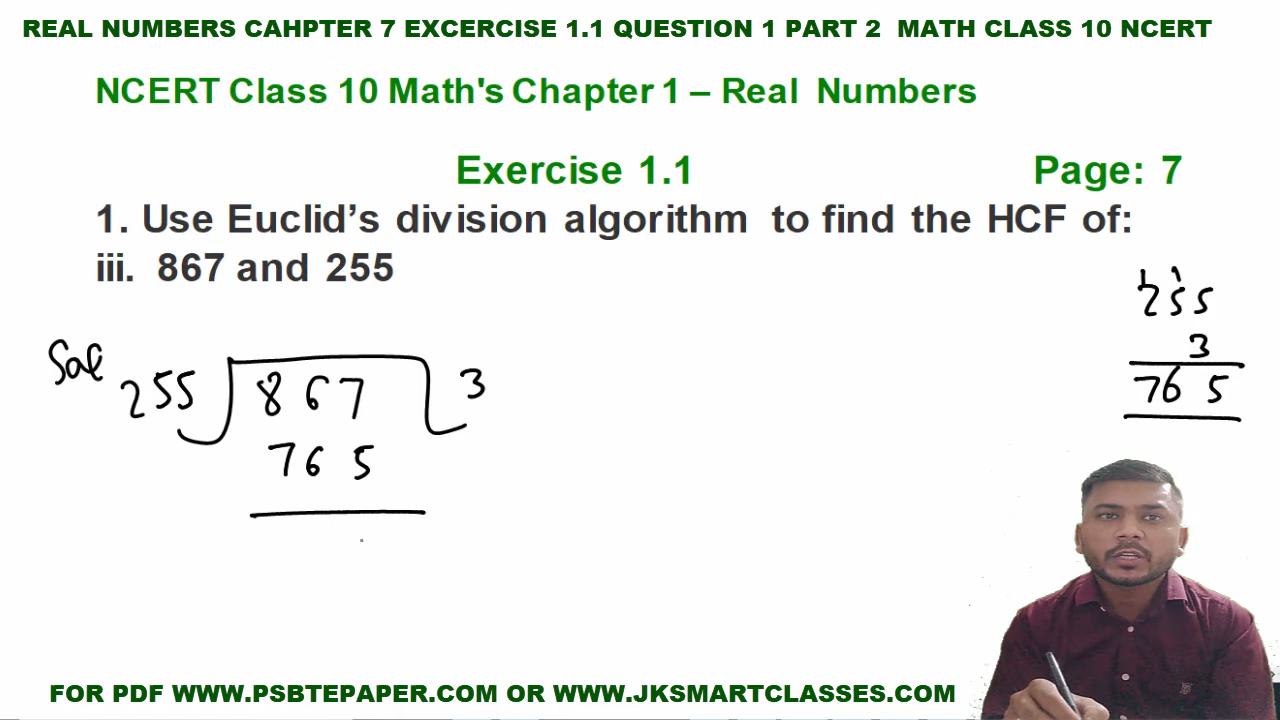 REAL NUMBERS CAHPTER 7 EXCERCISE 1.1 QUESTION 1 PART 2 MATH CLASS 10 NCERT
NCERT Class 10 Math's Chapter 1 – Real Numbers
Exercise 1.1 Page: 7
1. Use Euclid’s division algorithm to find the HCF of:
iii. 867 and 255
1 1
255
3
765
Sol 255 867 3
765
FOR PDF WWW.PSBTEPAPER.COM OR WWW.JKSMARTCLASSES.COM